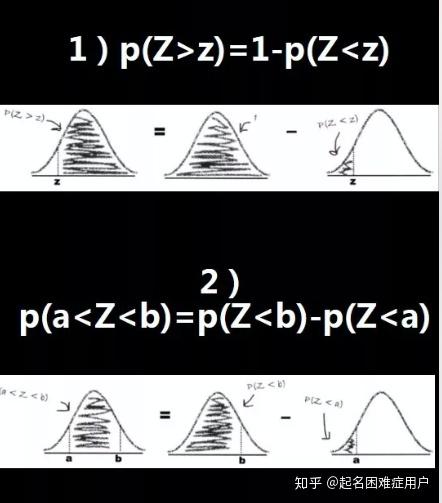 1）p(Z>z)=1-p(Z<z)
P(Z>z)
=
1
-
P(Z<z)
z
z
2）
p(a<Z<b)=p(Z<b)-p(Z<a)
a<Z<b)
=
P(Z<b)
-
P(Z<a)
a
b
b
a
知乎 @起名困难症用户